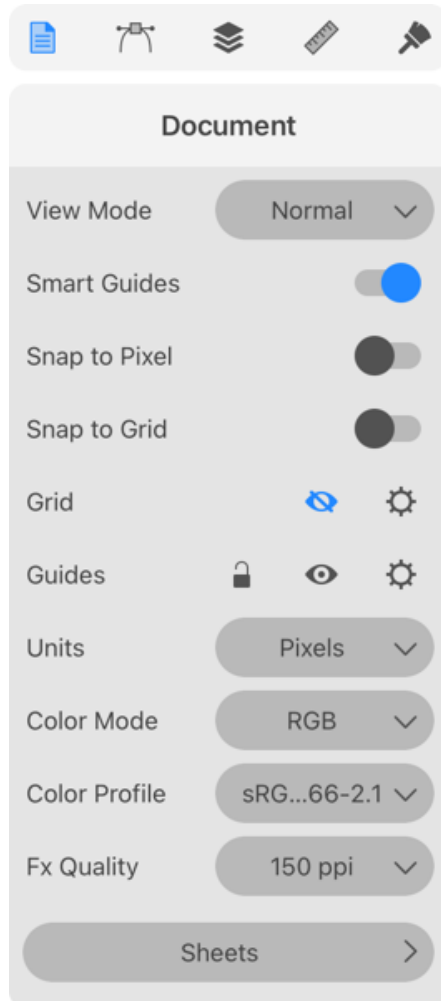 Document
View Mode Normal
Smart Guides
Snap to Pixel
Snap to Grid
Grid
Guides
Units Pixels
Color Mode RGB
Color Profile sRG...66-2.1
Fx Quality 150 ppi
Sheets